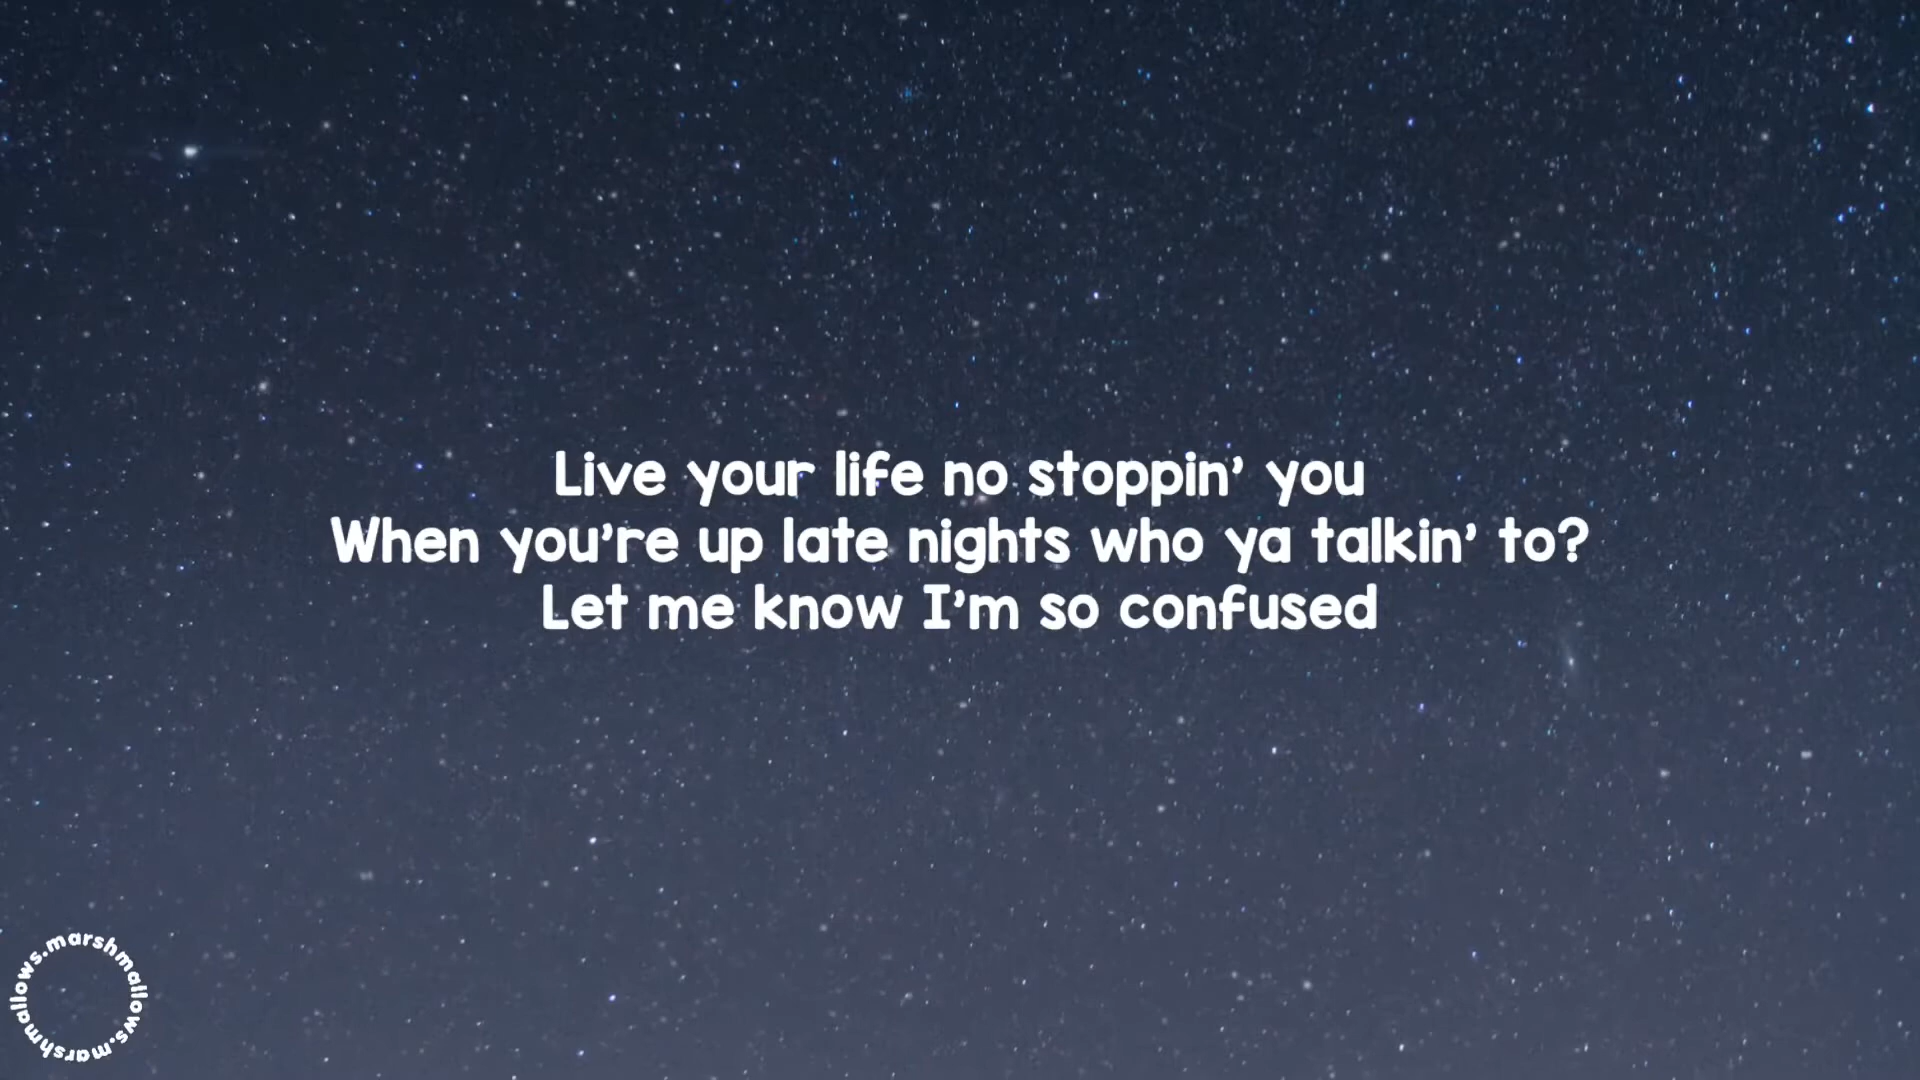 Live your life no stoppin' you
When you're up late nights who ya talkin' to?
Let me know I'm so confused
marshmallows.marshmallows.